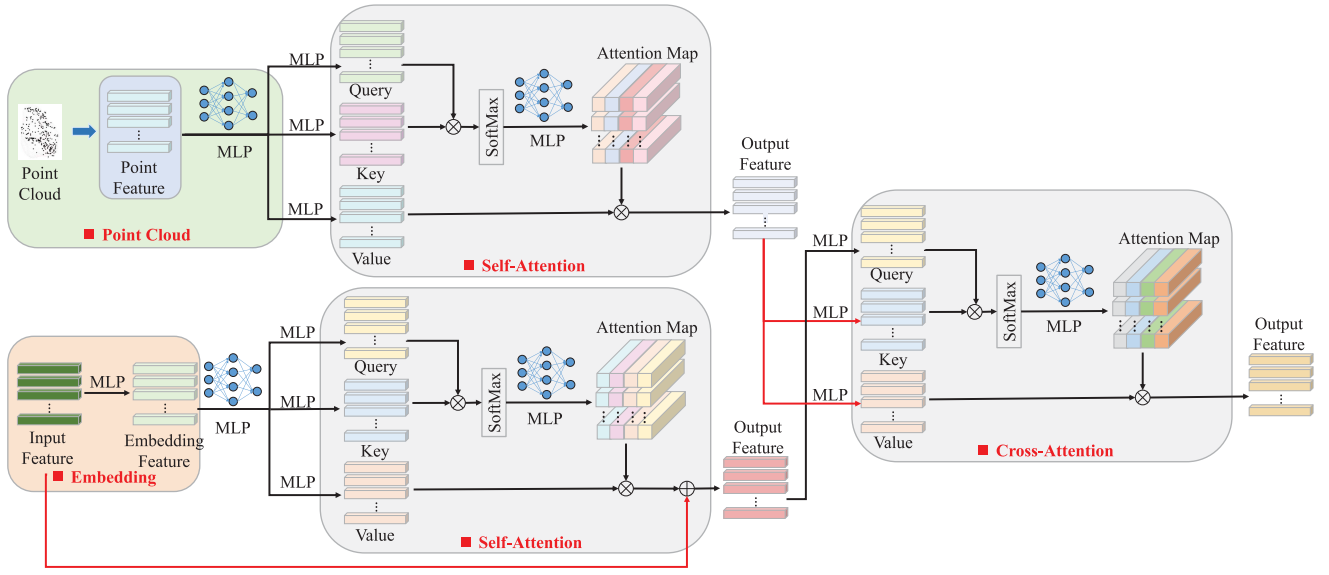 Point
Cloud
Point
Feature
MLP
Point Cloud
MLP
MLP
MLP
Query
Key
Value
SoftMax
MLP
Attention Map
Self-Attention
Output
Feature
Input
Feature
MLP
Embedding
Feature
Embedding
MLP
MLP
MLP
MLP
Query
Key
Value
SoftMax
MLP
Attention Map
Self-Attention
Output
Feature
MLP
MLP
MLP
Query
Key
Value
SoftMax
MLP
Attention Map
Cross-Attention
Output
Feature